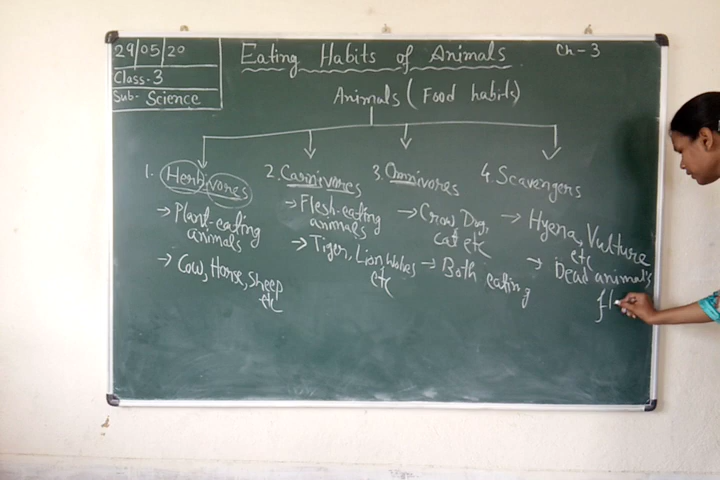 29/05/20
Class-3
Sub- Science
Eating Habits of Animals
Ch-3
Animals (Food habits)
1. Herbivores
→ Plant-eating
animals
→ Cow, Horse, Sheep
etc
2. Carnivores
→ Flesh-eating
animals
→ Tiger, Lion Wolves
etc
3. Omnivores
→ Crow, Dog,
Cat etc
→ Both eating
4. Scavengers
→ Hyena, Vulture
etc
→ Dead animal's
fl